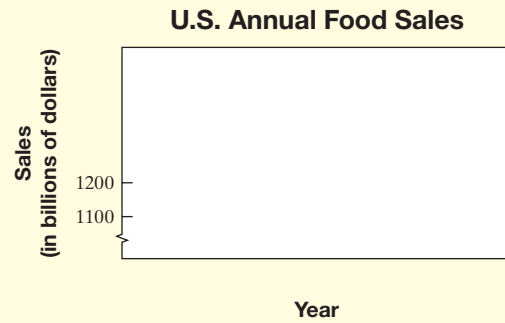 U.S. Annual Food Sales
Sales
(in billions of dollars)
1200
1100
Year